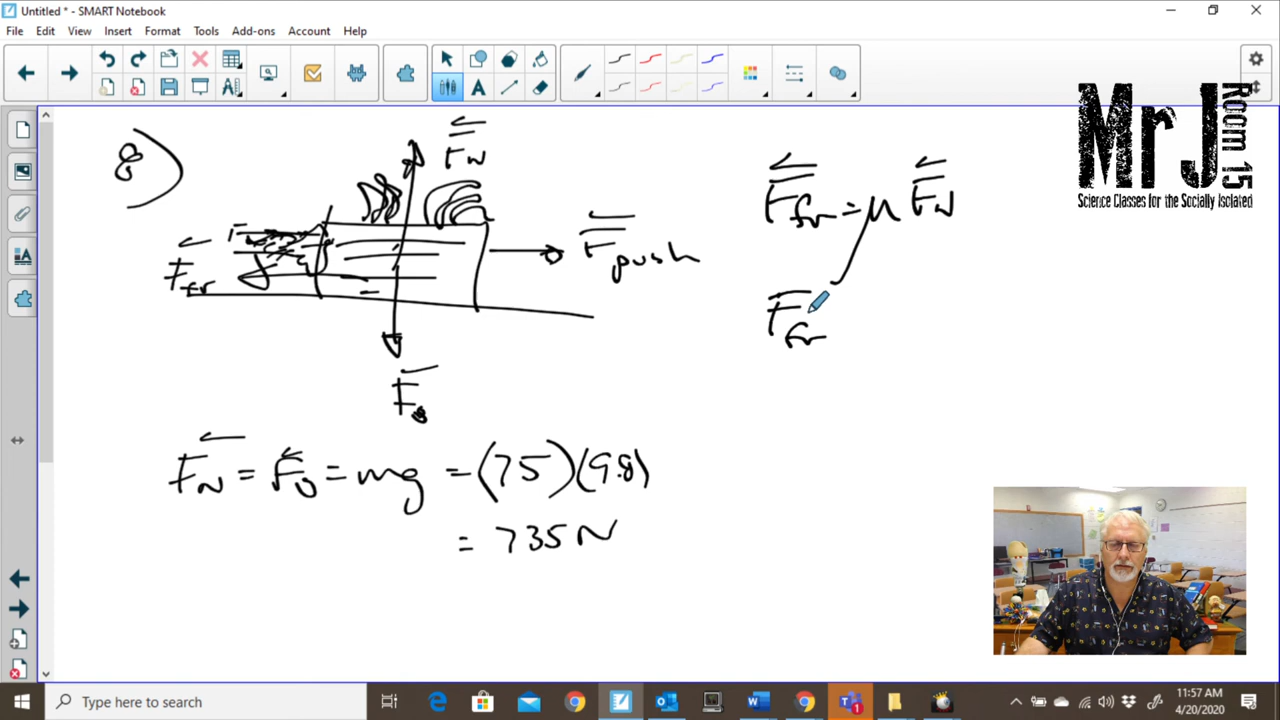 Untitled * - SMART Notebook
File Edit View Insert Format Tools Add-ons Account Help
Mr J
Room 15
Science Classes for the Socially Isolated
8)
F_N
F_fr
F_push
F_g
F_fr = μ F_N
F_fr
F_N = F_g = mg = (75)(9.8)
= 735 N
Type here to search
11:57 AM
4/20/2020